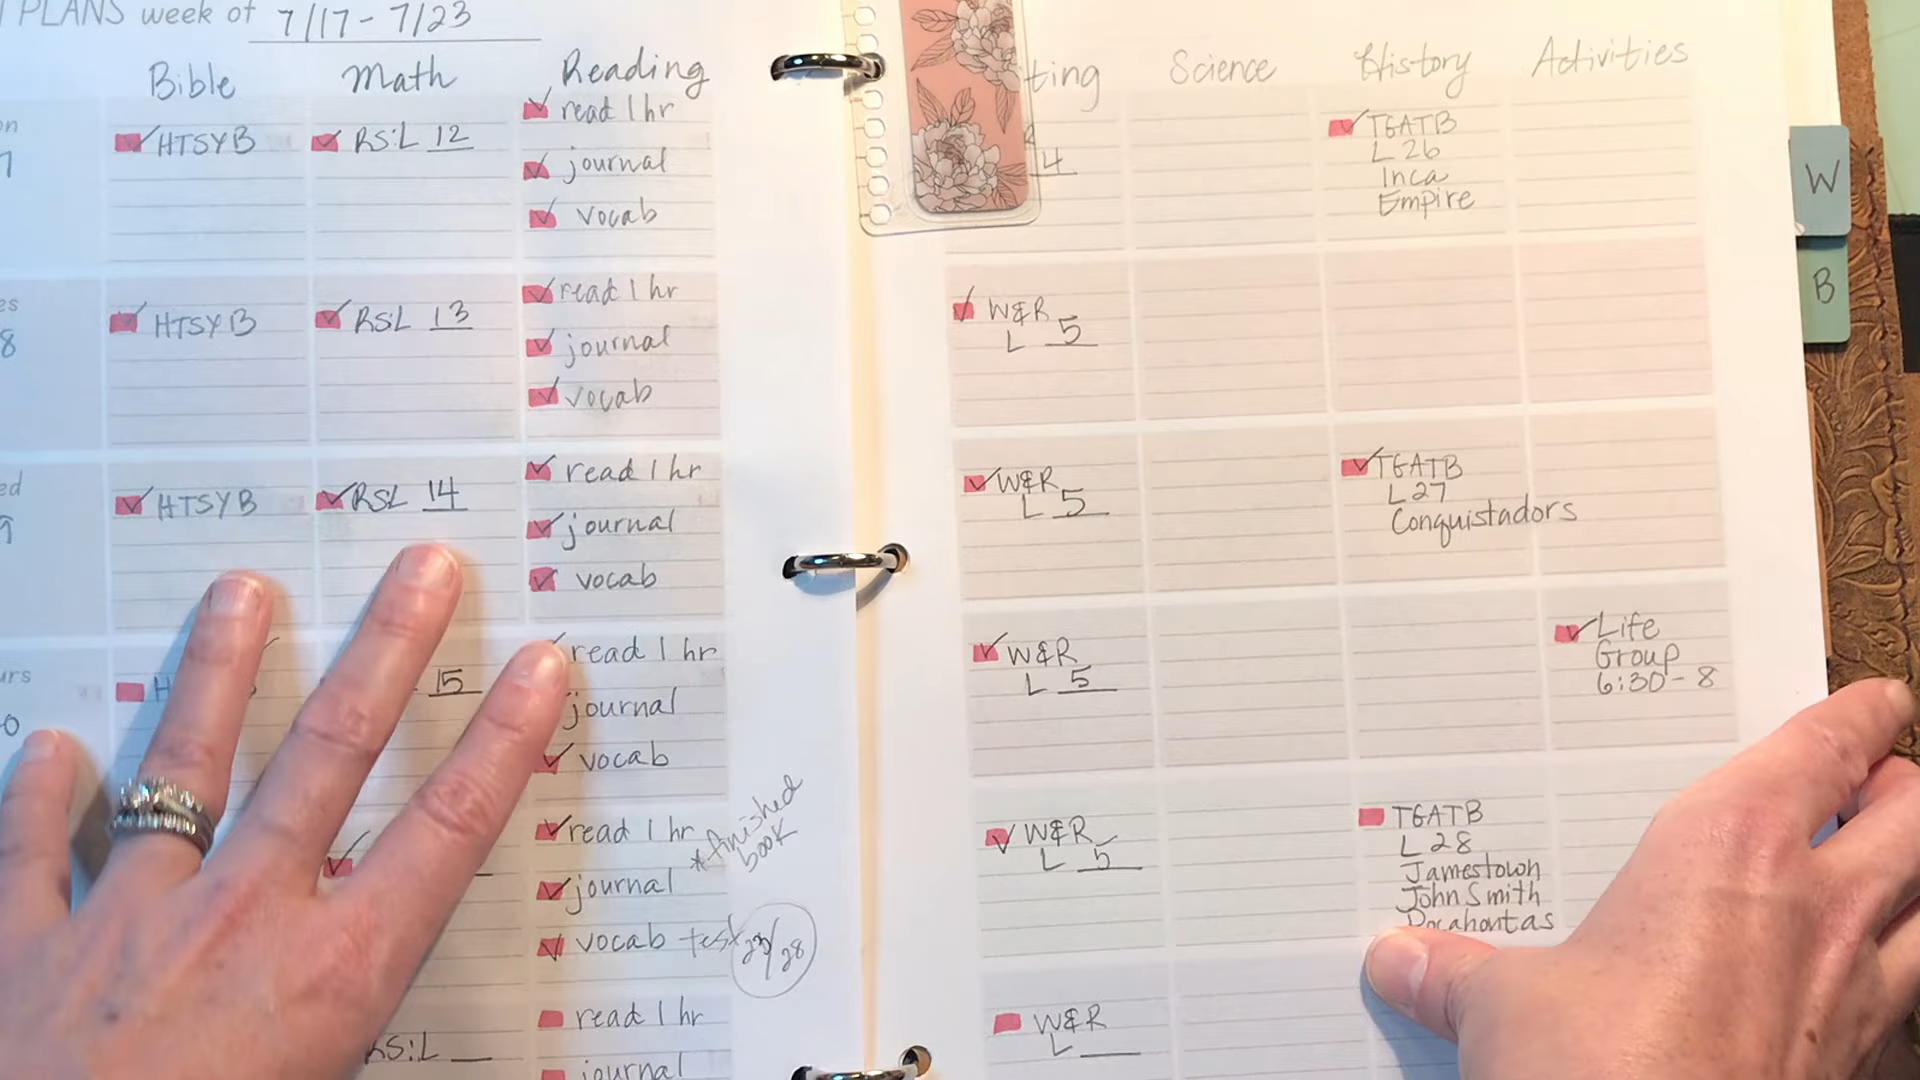 PLANS week of 7/17 - 7/23
Bible Math Reading
HTSYB
RS:L 12
read 1 hr
journal
vocab
HTSYB
RSL 13
read 1 hr
journal
vocab
HTSYB
RSL 14
read 1 hr
journal
vocab
15
read 1 hr
journal
vocab
read 1 hr
*finished
book
journal
vocab test
read 1 hr
RS:L
journal
ting Science History Activities
4
TGATB
L 26
Inca
Empire
W&R
L 5
W&R
L 5
TGATB
L 27
Conquistadors
W&R
L 5
Life
Group
6:30 - 8
W&R
L 5
TGATB
L 28
Jamestown
John Smith
Pocahontas
W&R
L
W
B